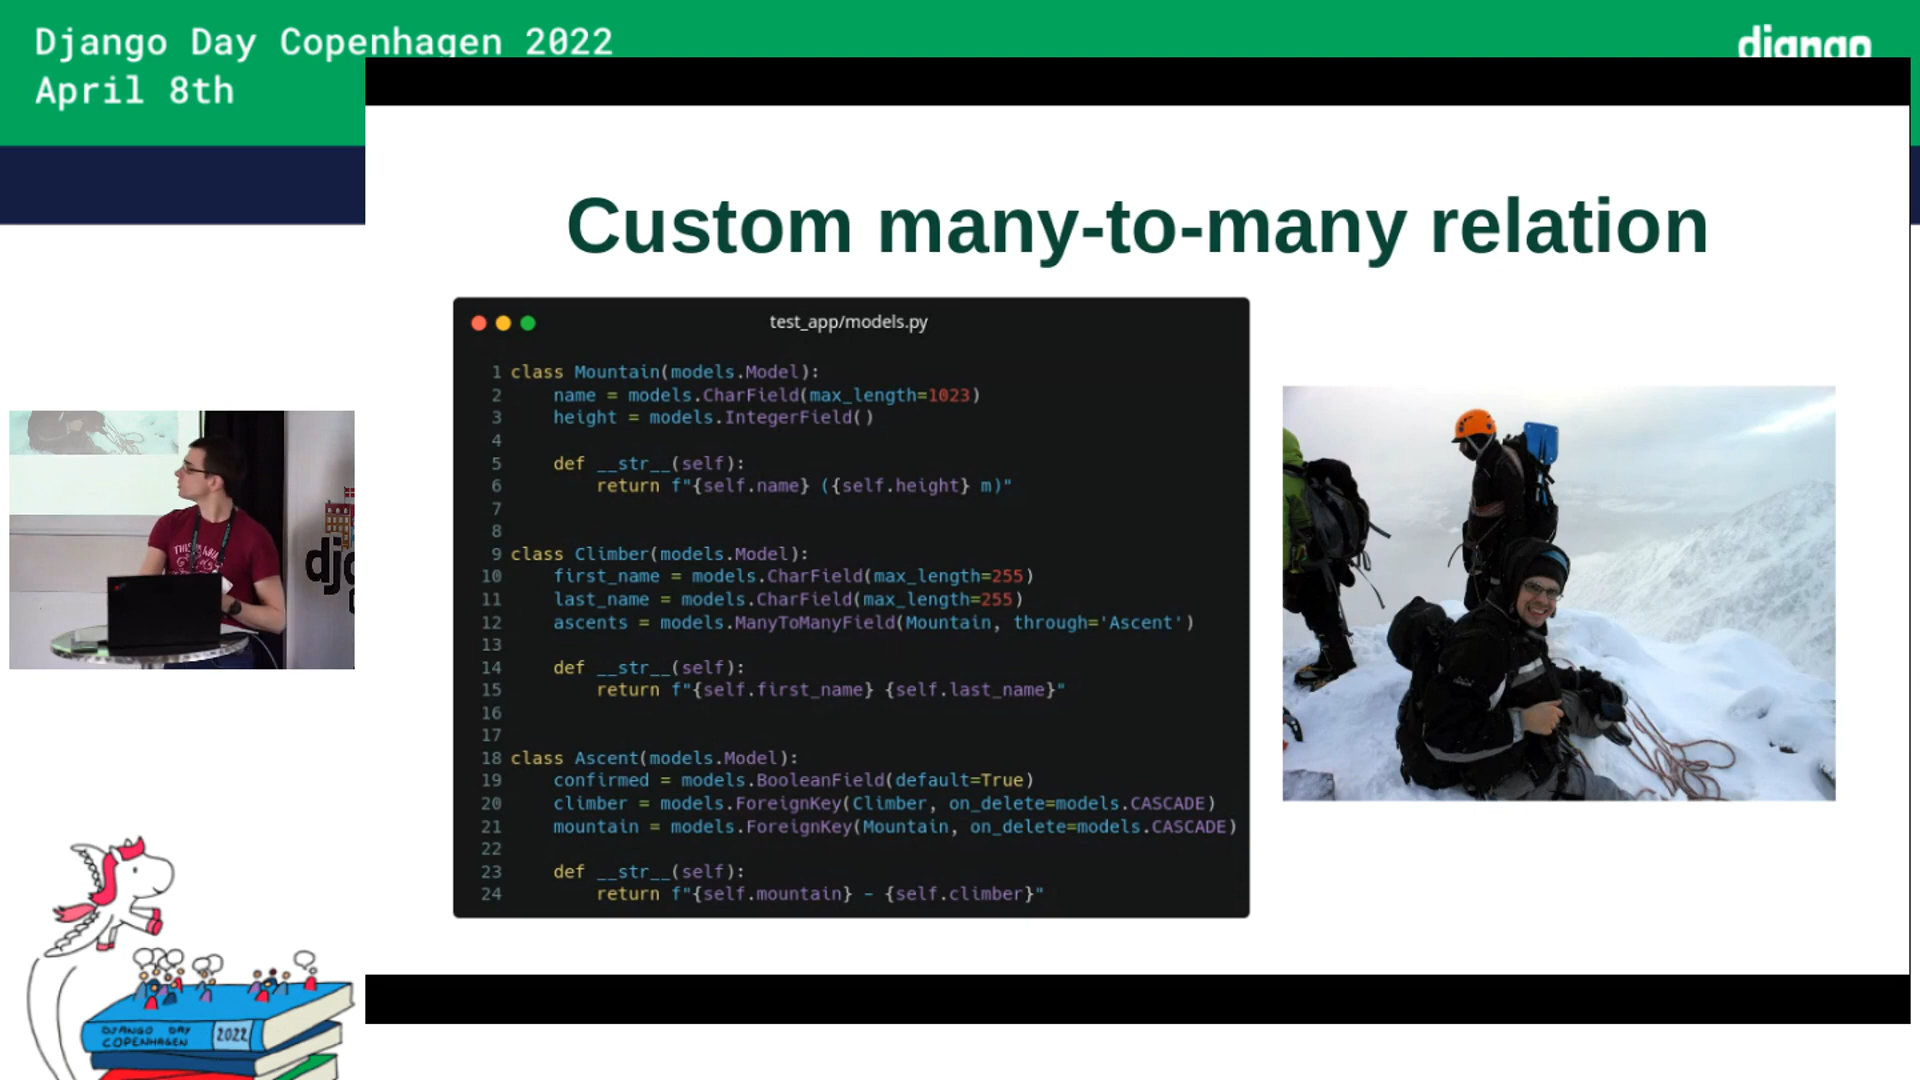 Django Day Copenhagen 2022
April 8th
django
Custom many-to-many relation
test_app/models.py
1 class Mountain(models.Model):
2     name = models.CharField(max_length=1023)
3     height = models.IntegerField()
4
5     def __str__(self):
6         return f"{self.name} ({self.height} m)"
7
8
9 class Climber(models.Model):
10     first_name = models.CharField(max_length=255)
11     last_name = models.CharField(max_length=255)
12     ascents = models.ManyToManyField(Mountain, through='Ascent')
13
14     def __str__(self):
15         return f"{self.first_name} {self.last_name}"
16
17
18 class Ascent(models.Model):
19     confirmed = models.BooleanField(default=True)
20     climber = models.ForeignKey(Climber, on_delete=models.CASCADE)
21     mountain = models.ForeignKey(Mountain, on_delete=models.CASCADE)
22
23     def __str__(self):
24         return f"{self.mountain} - {self.climber}"
THIS IS WHAT
dj
DJANGO DAY
COPENHAGEN
2022